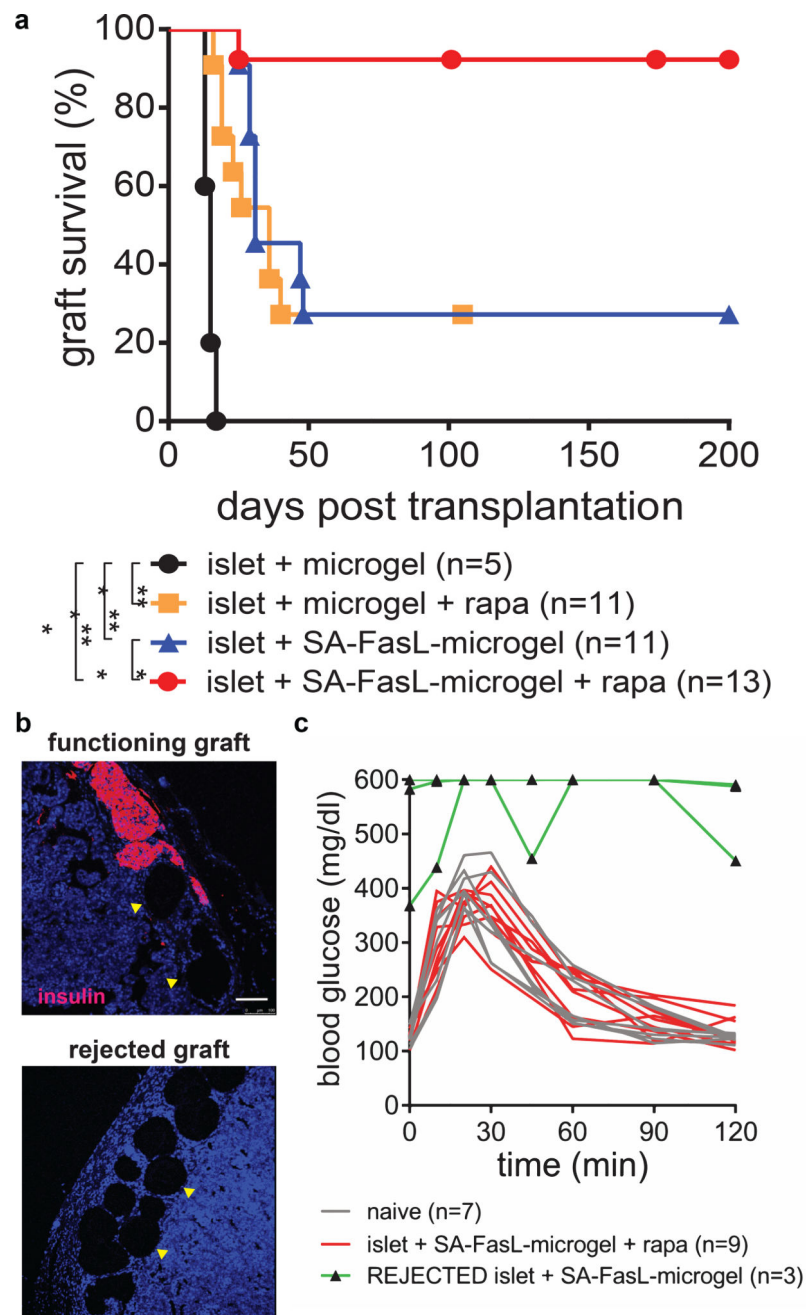 a
graft survival (%)
100
80
60
40
20
0
0 50 100 150 200
days post transplantation
islet + microgel (n=5)
islet + microgel + rapa (n=11)
islet + SA-FasL-microgel (n=11)
islet + SA-FasL-microgel + rapa (n=13)
* * ** * ** ** * *
b
functioning graft
insulin
rejected graft
c
blood glucose (mg/dl)
600
500
400
300
200
100
0
0 30 60 90 120
time (min)
naive (n=7)
islet + SA-FasL-microgel + rapa (n=9)
REJECTED islet + SA-FasL-microgel (n=3)